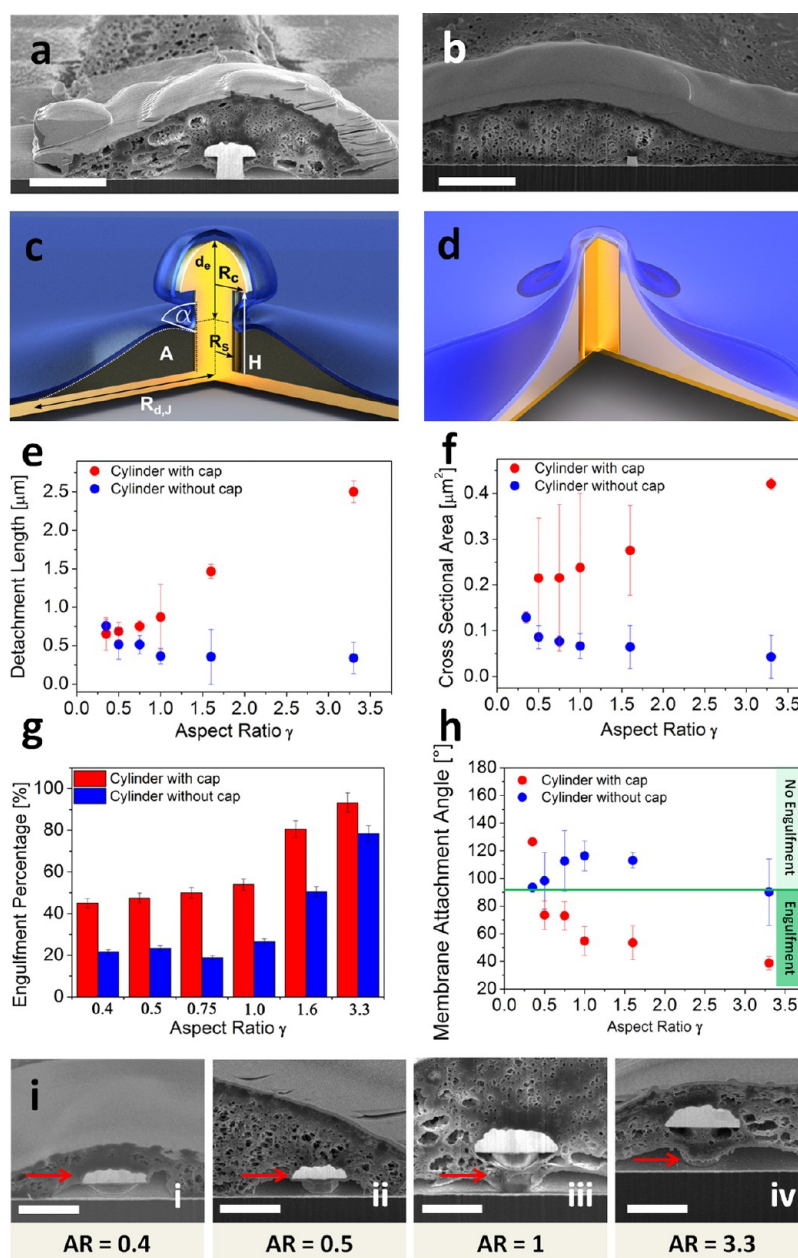 a
b
c
d
de
Rc
α
A
Rs
H
Rd,J
e
f
Cylinder with cap
Cylinder without cap
Detachment Length [μm]
2.5
2.0
1.5
1.0
0.5
0.0
0.0 0.5 1.0 1.5 2.0 2.5 3.0 3.5
Aspect Ratio γ
Cylinder with cap
Cylinder without cap
Cross Sectional Area [μm²]
0.4
0.3
0.2
0.1
0.0
0.0 0.5 1.0 1.5 2.0 2.5 3.0 3.5
Aspect Ratio γ
g
h
Cylinder with cap
Cylinder without cap
Engulfment Percentage [%]
100
80
60
40
20
0
0.4 0.5 0.75 1.0 1.6 3.3
Aspect Ratio γ
Cylinder with cap
Cylinder without cap
Membrane Attachment Angle [°]
180
160
140
120
100
80
60
40
20
0.0 0.5 1.0 1.5 2.0 2.5 3.0 3.5
Aspect Ratio γ
No Engulfment
Engulfment
i
i
ii
iii
iv
AR = 0.4
AR = 0.5
AR = 1
AR = 3.3